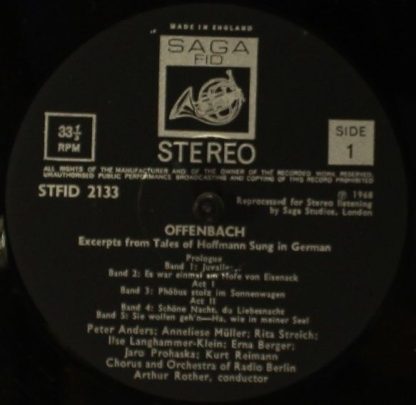 MADE IN ENGLAND
SAGA
FID
33⅓
RPM
STEREO
SIDE
1
ALL RIGHTS OF THE MANUFACTURER AND OF THE OWNER OF THE RECORDED WORK RESERVED.
UNAUTHORISED PUBLIC PERFORMANCE BROADCASTING AND COPYING OF THIS RECORD PROHIBITED
STFID 2133
℗ 1968
Reprocessed for Stereo listening
by Saga Studios, London
OFFENBACH
Excerpts from Tales of Hoffmann Sung in German
Prologue
Band 1:
Band 2: Es war einmal am Hofe von Eisenack
Act I
Band 3: Phöbus stolz im Sonnenwagen
Act II
Band 4: Schöne Nacht, du Liebesnacht
Band 5: Sie wollen geh'n—Ha, wie in meiner Seel
Peter Anders; Anneliese Müller; Rita Streich;
Ilse Langhammer-Klein; Erna Berger;
Jaro Prohaska; Kurt Reimann
Chorus and Orchestra of Radio Berlin
Arthur Rother, conductor